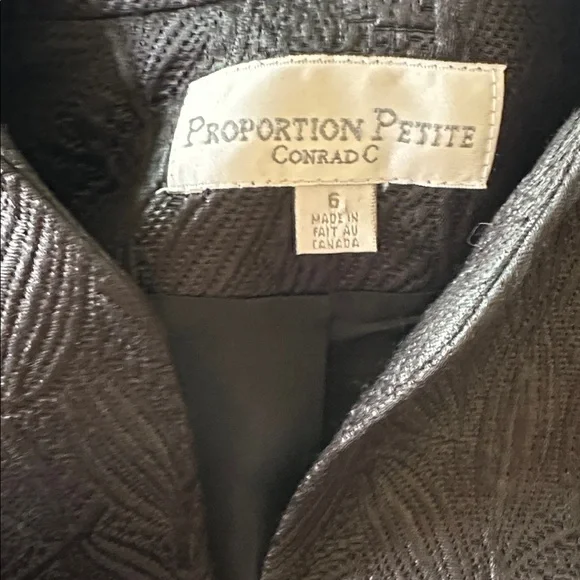 PROPORTION PETITE
CONRAD C
6
MADE IN
FAIT AU
CANADA